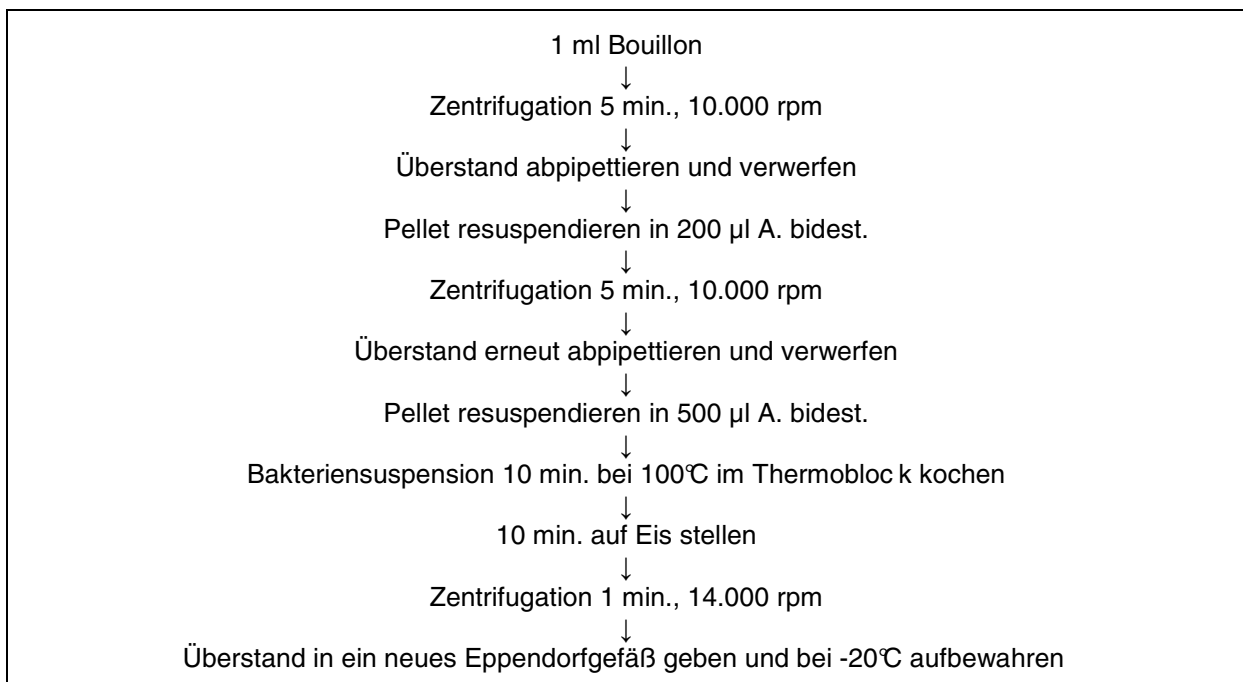 1 ml Bouillon
↓
Zentrifugation 5 min., 10.000 rpm
↓
Überstand abpipettieren und verwerfen
↓
Pellet resuspendieren in 200 µl A. bidest.
↓
Zentrifugation 5 min., 10.000 rpm
↓
Überstand erneut abpipettieren und verwerfen
↓
Pellet resuspendieren in 500 µl A. bidest.
↓
Bakteriensuspension 10 min. bei 100°C im Thermobloc k kochen
↓
10 min. auf Eis stellen
↓
Zentrifugation 1 min., 14.000 rpm
↓
Überstand in ein neues Eppendorfgefäß geben und bei -20°C aufbewahren